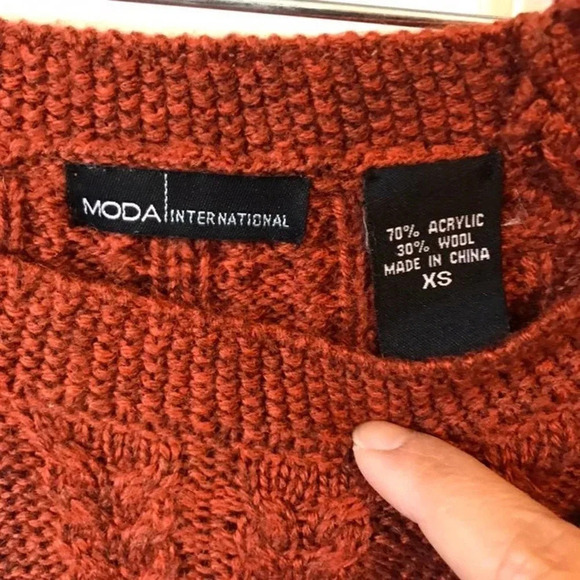 MODA INTERNATIONAL
70% ACRYLIC
30% WOOL
MADE IN CHINA
XS